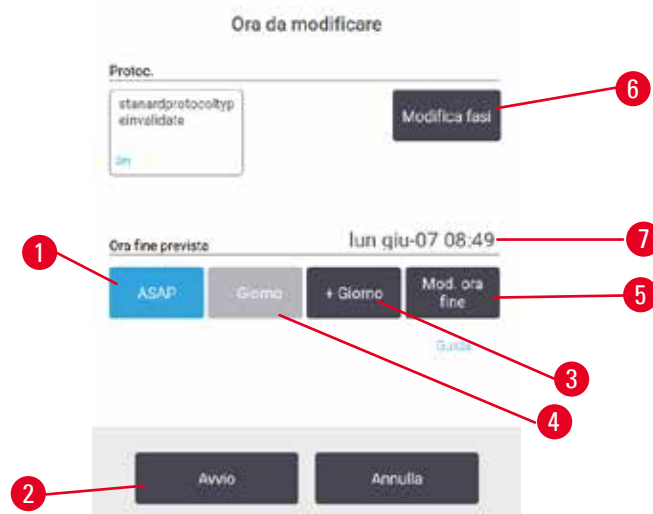 Ora da modificare
Protoc.
stanardprotocoltyp
einvalidate
6
Modifica fasi
1
Ora fine prevista
lun giu-07 08:49
7
ASAP
Giorno
+ Giorno
Mod. ora
fine
5
Guida
3
4
2
Avvio
Annulla